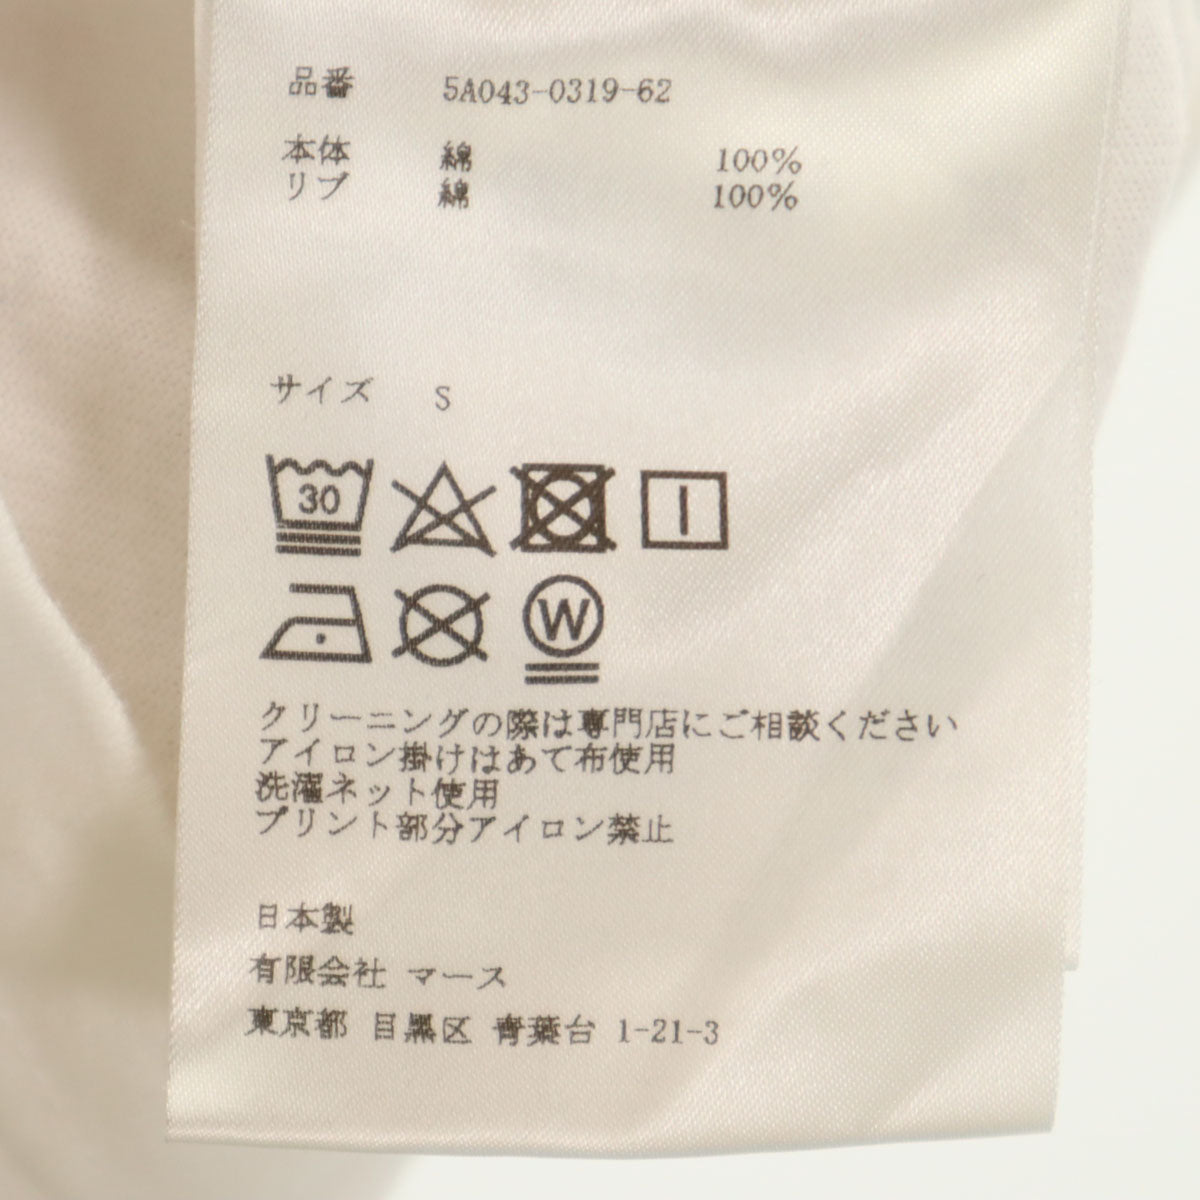 品番 5A043-0319-62
本体 綿 100%
リブ 綿 100%
サイズ S
30
W
クリーニングの際は専門店にご相談ください
アイロン掛けはあて布使用
洗濯ネット使用
プリント部分アイロン禁止
日本製
有限会社 マース
東京都 目黒区 青葉台 1-21-3